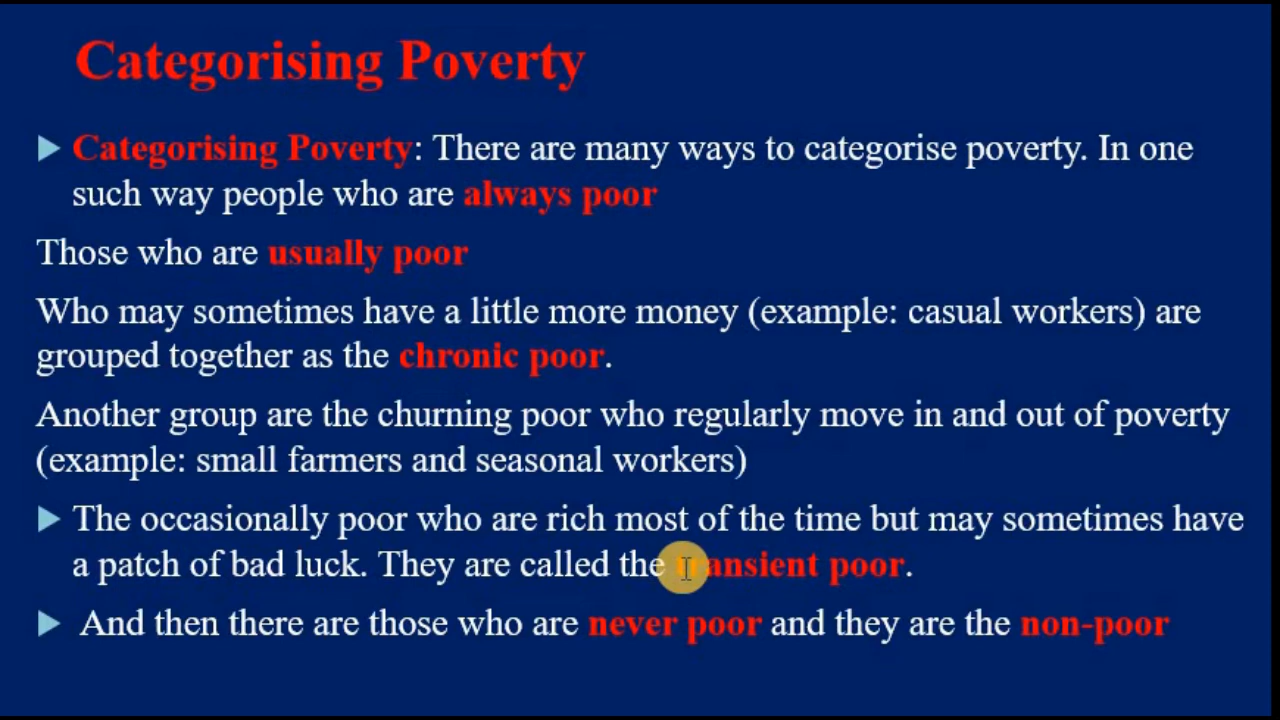 Categorising Poverty
Categorising Poverty: There are many ways to categorise poverty. In one
such way people who are always poor
Those who are usually poor
Who may sometimes have a little more money (example: casual workers) are
grouped together as the chronic poor.
Another group are the churning poor who regularly move in and out of poverty
(example: small farmers and seasonal workers)
The occasionally poor who are rich most of the time but may sometimes have
a patch of bad luck. They are called the transient poor.
And then there are those who are never poor and they are the non-poor